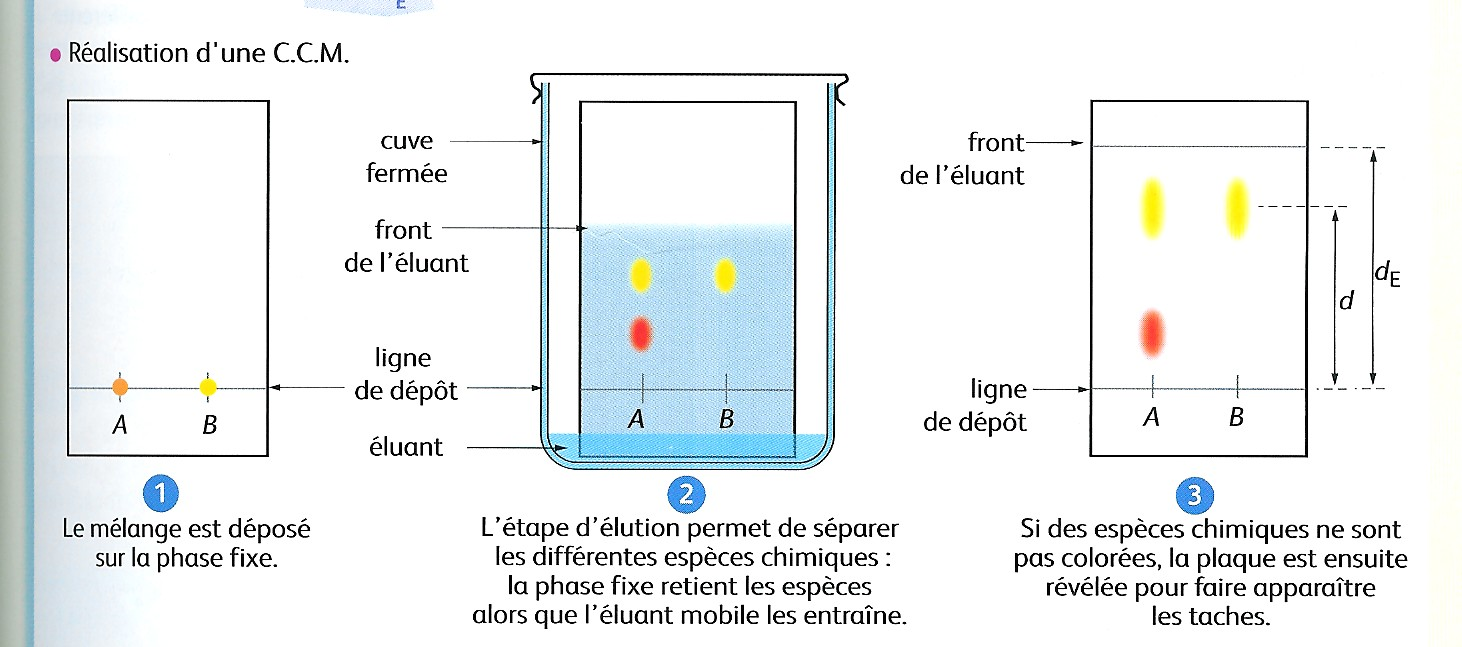 E
• Réalisation d'une C.C.M.
A
B
cuve
fermée
front
de l'éluant
ligne
de dépôt
éluant
A
B
front
de l'éluant
ligne
de dépôt
A
B
d
dE
1
Le mélange est déposé
sur la phase fixe.
2
L'étape d'élution permet de séparer
les différentes espèces chimiques :
la phase fixe retient les espèces
alors que l'éluant mobile les entraîne.
3
Si des espèces chimiques ne sont
pas colorées, la plaque est ensuite
révélée pour faire apparaître
les taches.